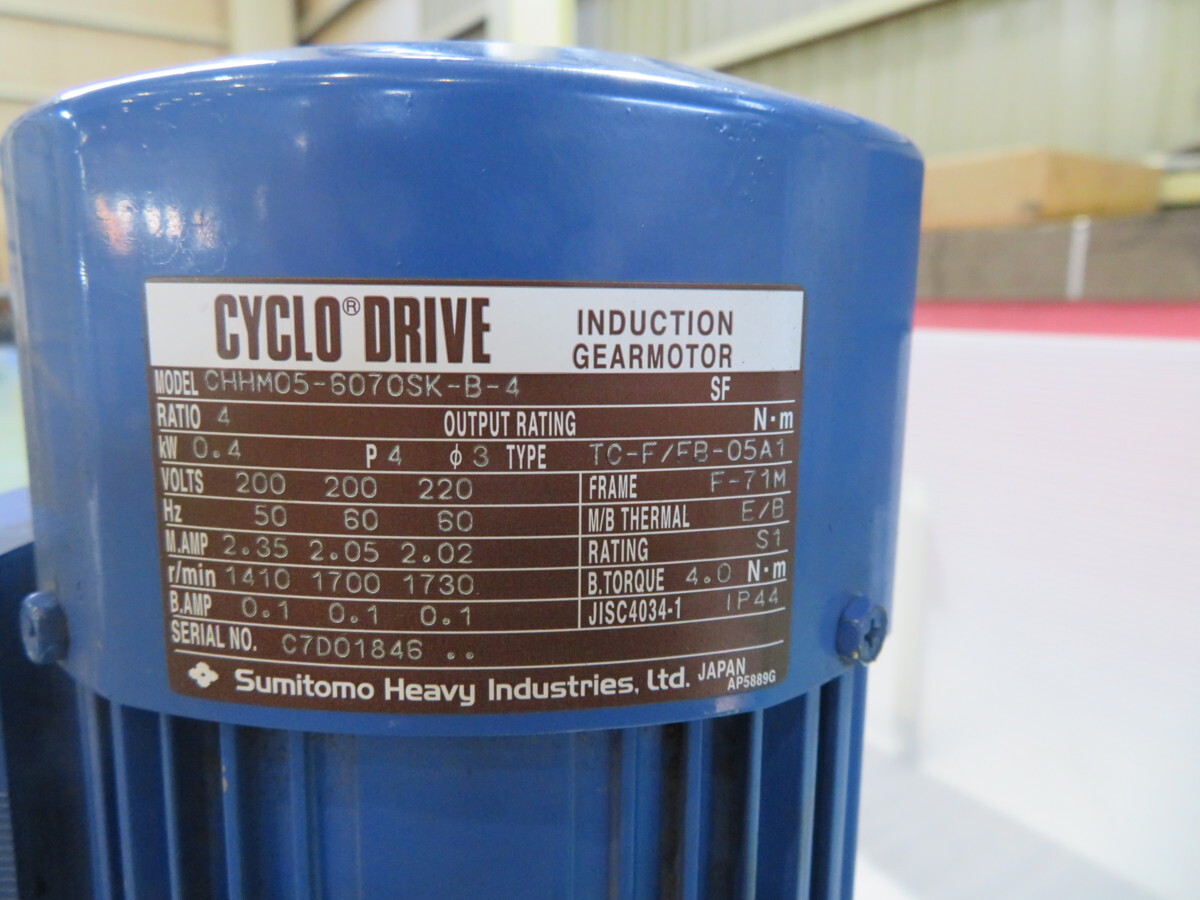 CYCLO® DRIVE INDUCTION GEARMOTOR
MODEL CHHM05-6070SK-B-4 SF
RATIO 4 OUTPUT RATING N·m
kW 0.4 P 4 φ 3 TYPE TC-F/FB-05A1
VOLTS 200 200 220 FRAME F-71M
Hz 50 60 60 M/B THERMAL E/B
M.AMP 2.35 2.05 2.02 RATING S1
r/min 1410 1700 1730 B.TORQUE 4.0 N·m
B.AMP 0.1 0.1 0.1 JISC4034-1 IP44
SERIAL NO. C7D01846 ..
Sumitomo Heavy Industries, Ltd. JAPAN
AP5889G